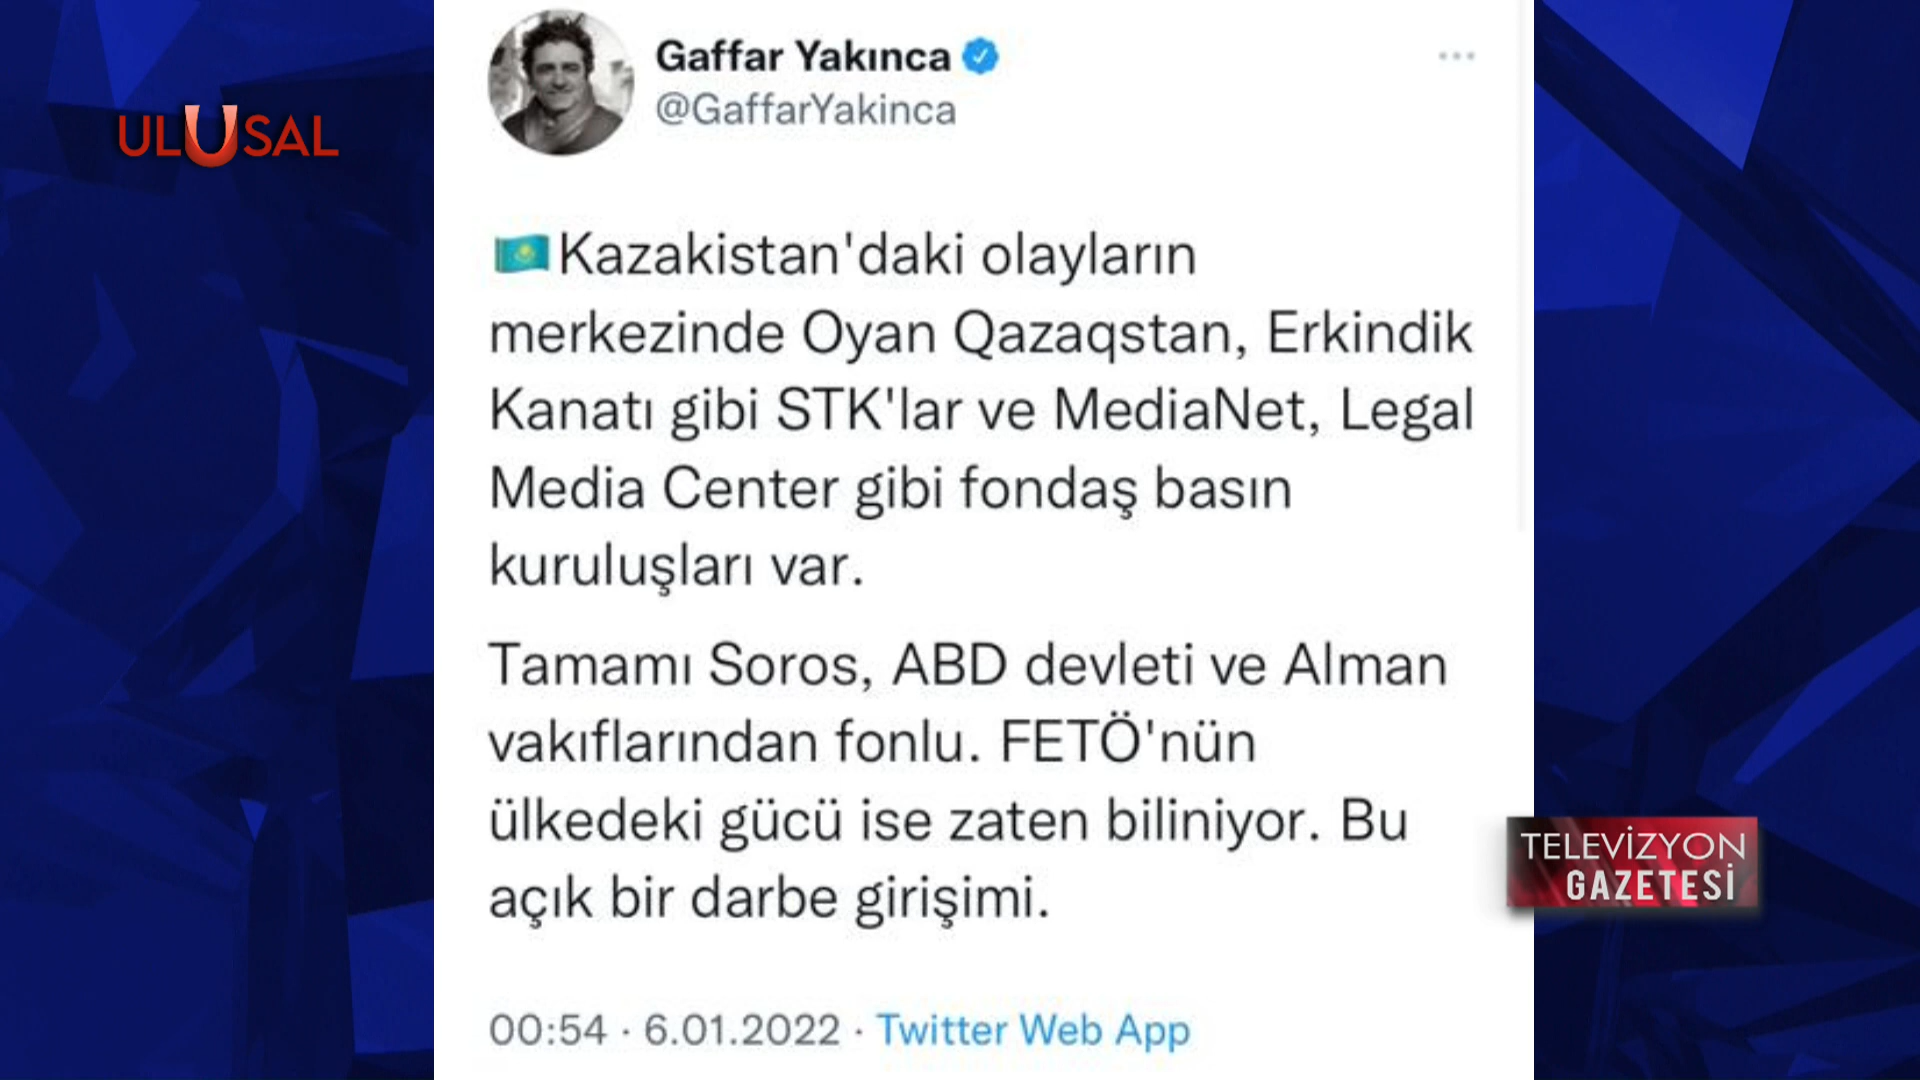 ULUSAL
Gaffar Yakınca
@GaffarYakinca
Kazakistan'daki olayların
merkezinde Oyan Qazaqstan, Erkindik
Kanatı gibi STK'lar ve MediaNet, Legal
Media Center gibi fondaş basın
kuruluşları var.
Tamamı Soros, ABD devleti ve Alman
vakıflarından fonlu. FETÖ'nün
ülkedeki gücü ise zaten biliniyor. Bu
açık bir darbe girişimi.
00:54 · 6.01.2022 · Twitter Web App
TELEVİZYON
GAZETESİ